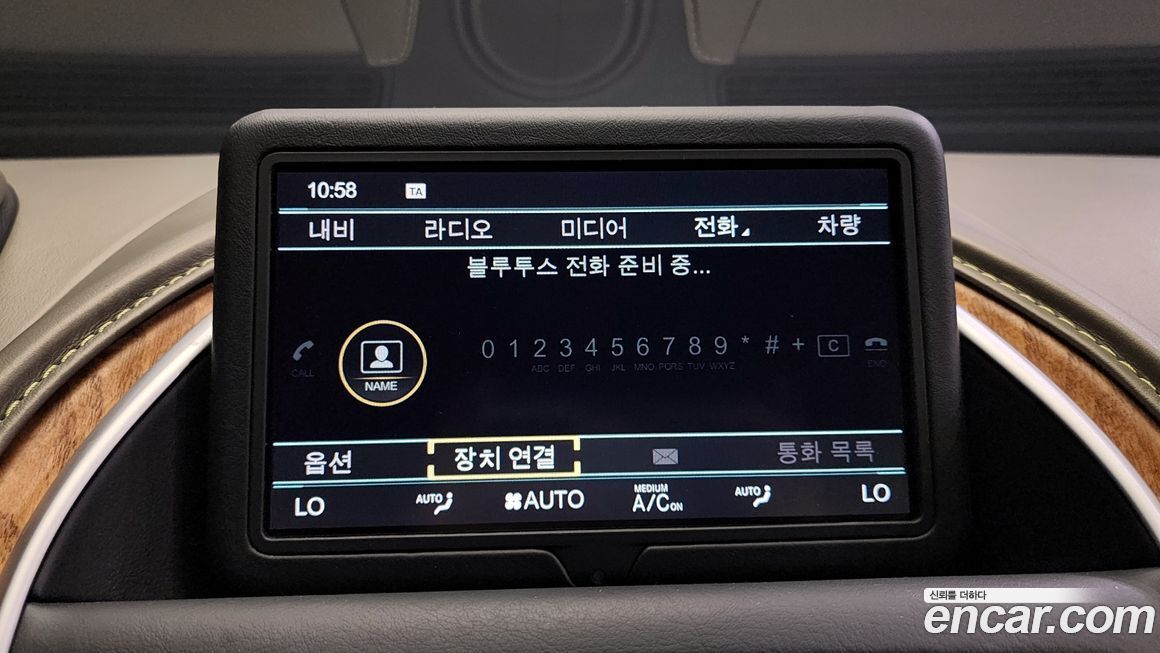 10:58 TA
내비 라디오 미디어 전화 차량
블루투스 전화 준비 중...
CALL NAME 0 1 2 3 4 5 6 7 8 9 * # + C END
ABC DEF GHI JKL MNO PQRS TUV WXYZ
옵션 장치 연결 통화 목록
LO AUTO AUTO MEDIUM A/C ON AUTO LO
신뢰를 더하다
encar.com